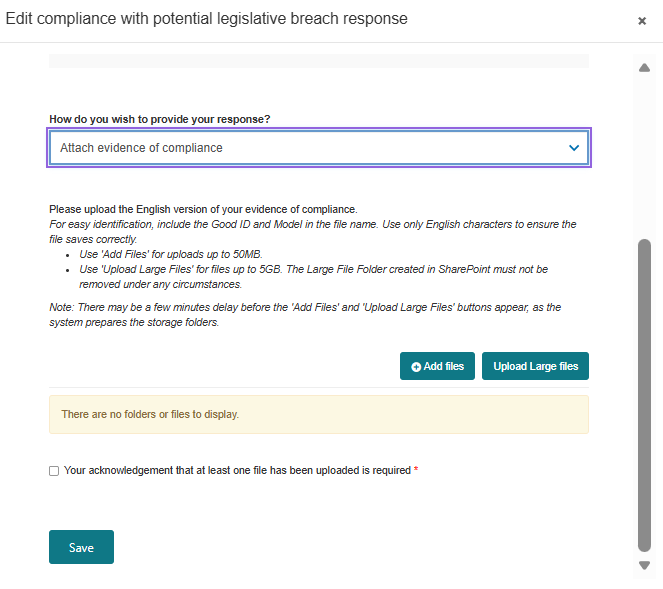 Edit compliance with potential legislative breach response
×
How do you wish to provide your response?
Attach evidence of compliance
Please upload the English version of your evidence of compliance.
For easy identification, include the Good ID and Model in the file name. Use only English characters to ensure the
file saves correctly.
• Use 'Add Files' for uploads up to 50MB.
• Use 'Upload Large Files' for files up to 5GB. The Large File Folder created in SharePoint must not be
removed under any circumstances.
Note: There may be a few minutes delay before the 'Add Files' and 'Upload Large Files' buttons appear, as the
system prepares the storage folders.
Add files Upload Large files
There are no folders or files to display.
Your acknowledgement that at least one file has been uploaded is required *
Save